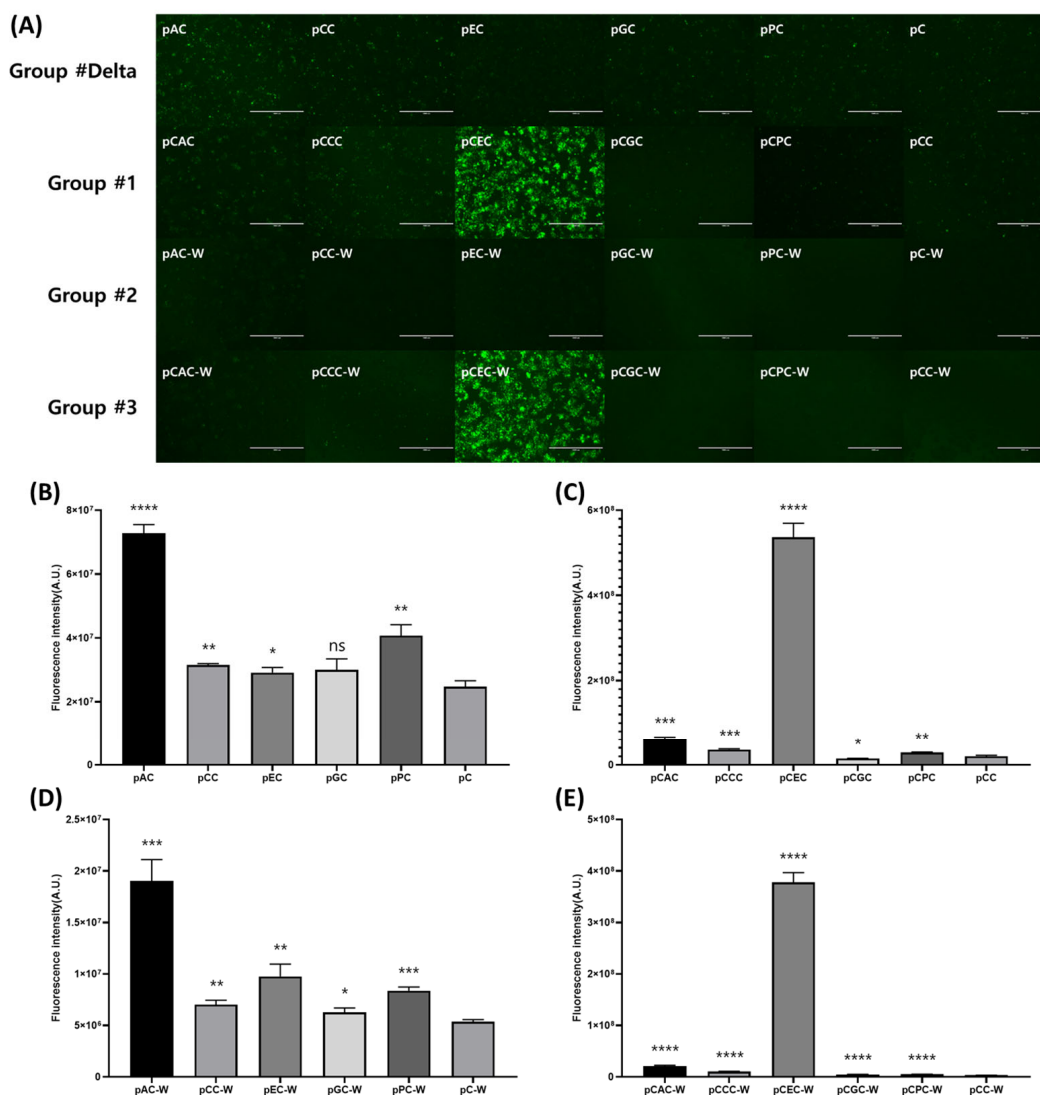 (A)
Group #Delta
pAC pCC pEC pGC pPC pC
Group #1
pCAC pCCC pCEC pCGC pCPC pCC
Group #2
pAC-W pCC-W pEC-W pGC-W pPC-W pC-W
Group #3
pCAC-W pCCC-W pCEC-W pCGC-W pCPC-W pCC-W
(B)
Fluorescence intensity(A.U.)
8×10⁷
6×10⁷
4×10⁷
2×10⁷
0
**** ** * ns **
pAC pCC pEC pGC pPC pC
(C)
Fluorescence intensity(A.U.)
6×10⁸
4×10⁸
2×10⁸
0
*** *** **** * **
pCAC pCCC pCEC pCGC pCPC pCC
(D)
Fluorescence intensity(A.U.)
2.5×10⁷
2×10⁷
1.5×10⁷
1×10⁷
5×10⁶
0
*** ** ** * ***
pAC-W pCC-W pEC-W pGC-W pPC-W pC-W
(E)
Fluorescence intensity(A.U.)
5×10⁸
4×10⁸
3×10⁸
2×10⁸
1×10⁸
0
**** **** **** **** ****
pCAC-W pCCC-W pCEC-W pCGC-W pCPC-W pCC-W